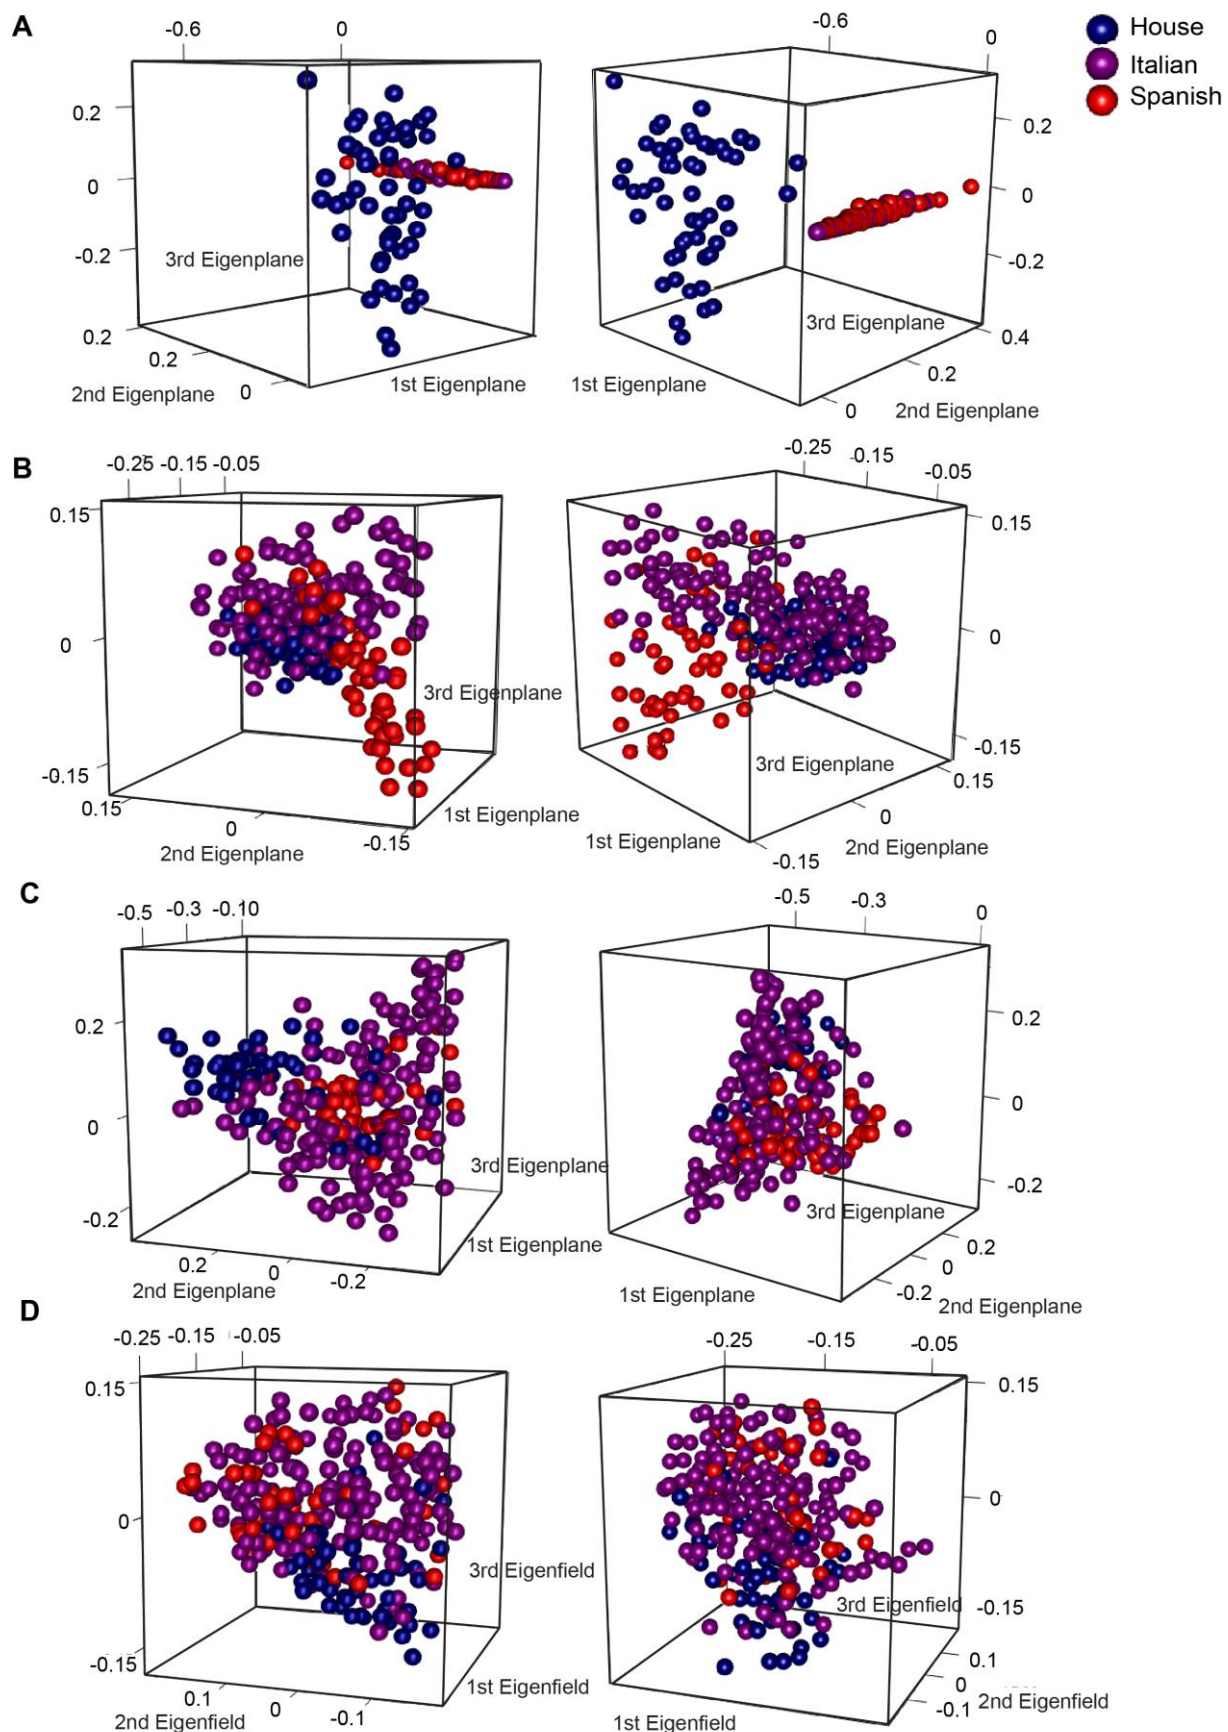 A
-0.6 0
-0.6 0
House
Italian
Spanish
0.2
0
-0.2
3rd Eigenplane
0.2
0.2
0
2nd Eigenplane
1st Eigenplane
0.2
0
-0.2
0.4
0.2
0
3rd Eigenplane
1st Eigenplane
2nd Eigenplane
B
-0.25 -0.15 -0.05
0.15
0
-0.15
0.15
0
-0.15
3rd Eigenplane
1st Eigenplane
2nd Eigenplane
-0.25
-0.15
-0.05
0.15
0
-0.15
0.15
0
-0.15
3rd Eigenplane
1st Eigenplane
2nd Eigenplane
C
-0.5 -0.3 -0.10
0.2
0
-0.2
0.2
0
-0.2
3rd Eigenplane
1st Eigenplane
2nd Eigenplane
-0.5
-0.3
0
0.2
0
-0.2
0.2
0
-0.2
3rd Eigenplane
1st Eigenplane
2nd Eigenplane
D
-0.25 -0.15 -0.05
0.15
0
-0.15
0.1
0
-0.1
3rd Eigenfield
1st Eigenfield
2nd Eigenfield
-0.25
-0.15
-0.05
0.15
0
-0.15
0.1
0
-0.1
3rd Eigenfield
2nd Eigenfield
1st Eigenfield